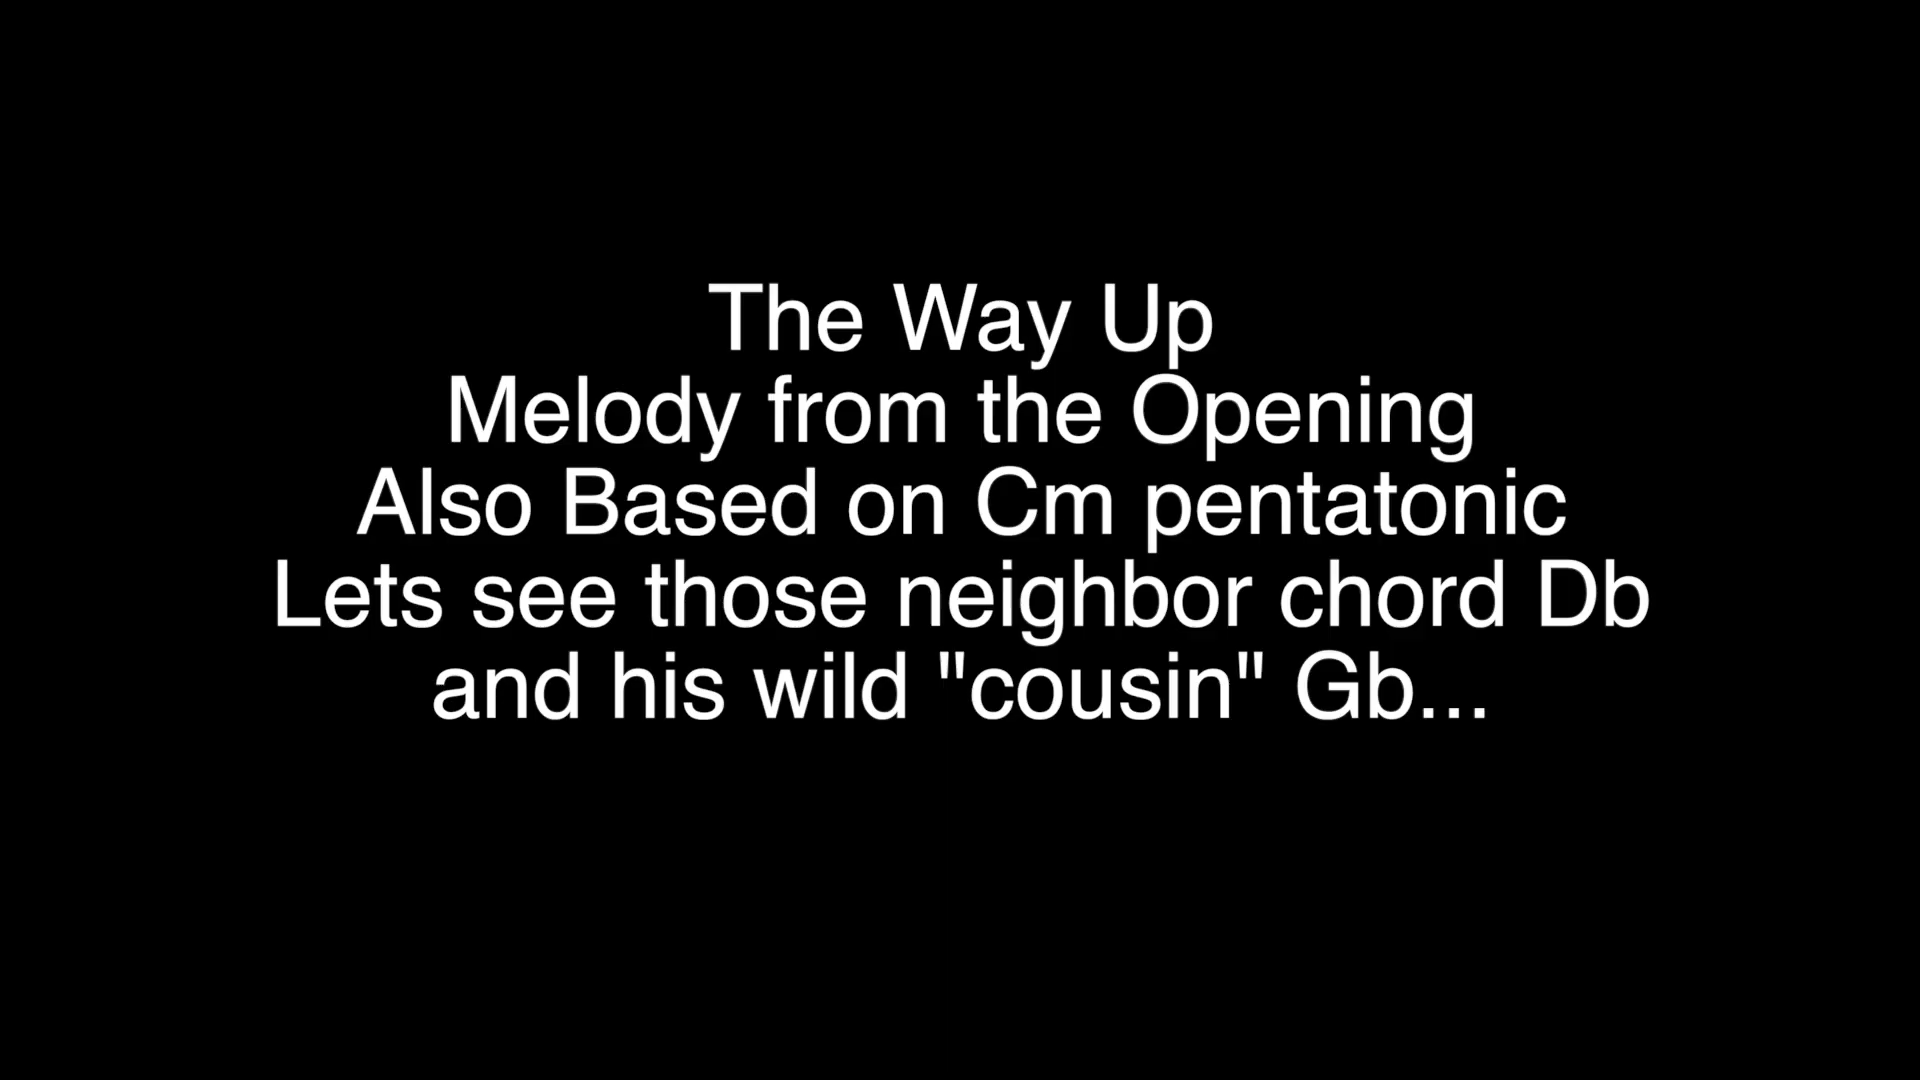 The Way Up
Melody from the Opening
Also Based on Cm pentatonic
Lets see those neighbor chord Db
and his wild "cousin" Gb...